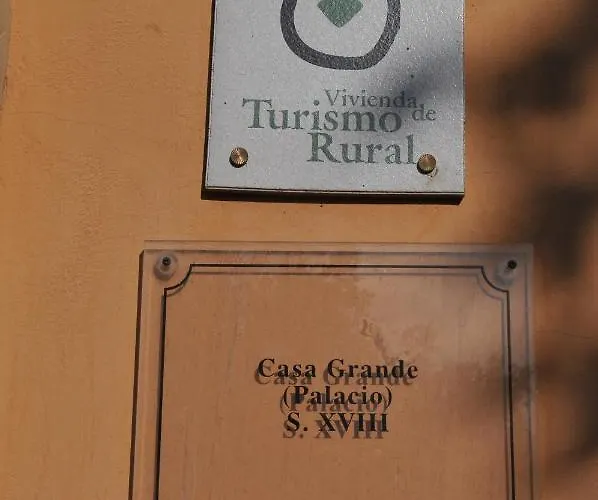 Vivienda
Turismo de
Rural
Casa Grande
(Palacio)
S. XVIII